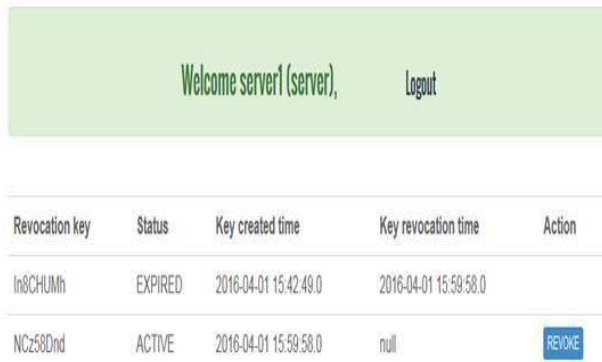 Welcome server1 (server), Logout
Revocation key Status Key created time Key revocation time Action
In8CHUMh EXPIRED 2016-04-01 15:42:49.0 2016-04-01 15:59:58.0
NCz58Dnd ACTIVE 2016-04-01 15:59:58.0 null REVOKE